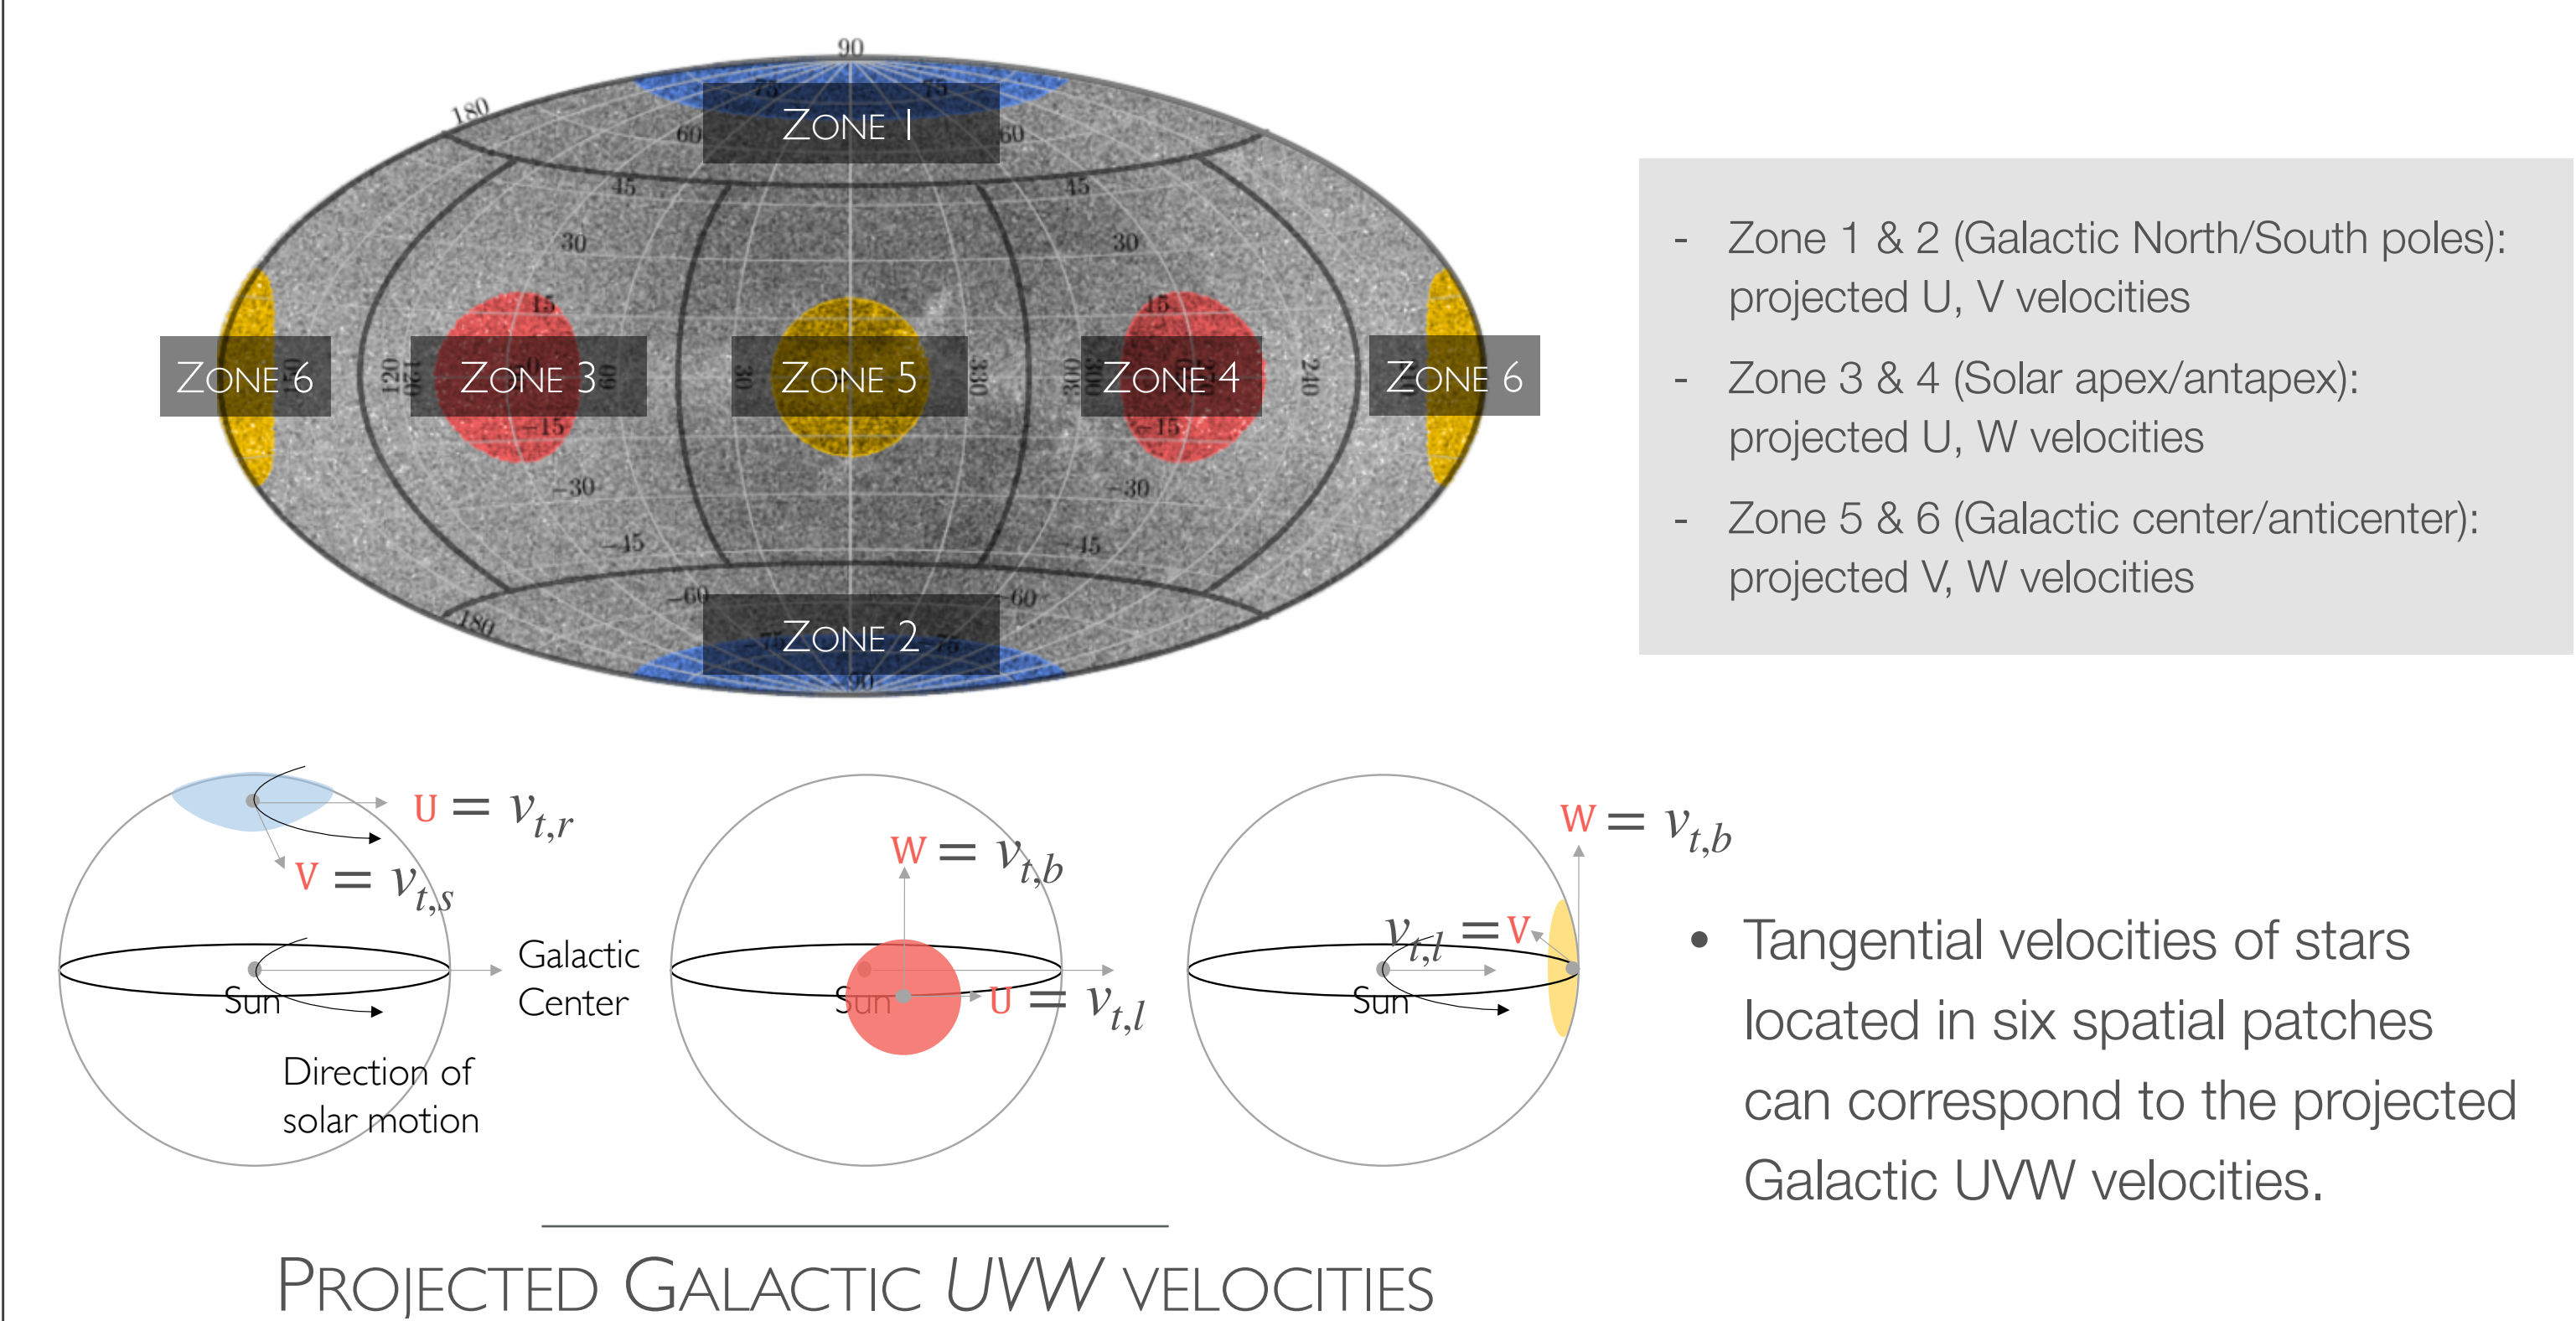 90
75 75
ZONE 1
180
60 60
45 45
30 30
15 15
ZONE 6 ZONE 3 ZONE 5 ZONE 4 ZONE 6
120 30 330 300 240
-15 -15
-30 -30
-45 -45
-60 -60
ZONE 2
180
-75 -75
-90
- Zone 1 & 2 (Galactic North/South poles):
projected U, V velocities
- Zone 3 & 4 (Solar apex/antapex):
projected U, W velocities
- Zone 5 & 6 (Galactic center/anticenter):
projected V, W velocities
U = v_{t,r}
V = v_{t,s}
Sun
Galactic
Center
Direction of
solar motion
W = v_{t,b}
Sun
U = v_{t,l}
W = v_{t,b}
v_{t,l} = V
Sun
• Tangential velocities of stars
located in six spatial patches
can correspond to the projected
Galactic UVW velocities.
PROJECTED GALACTIC UVW VELOCITIES